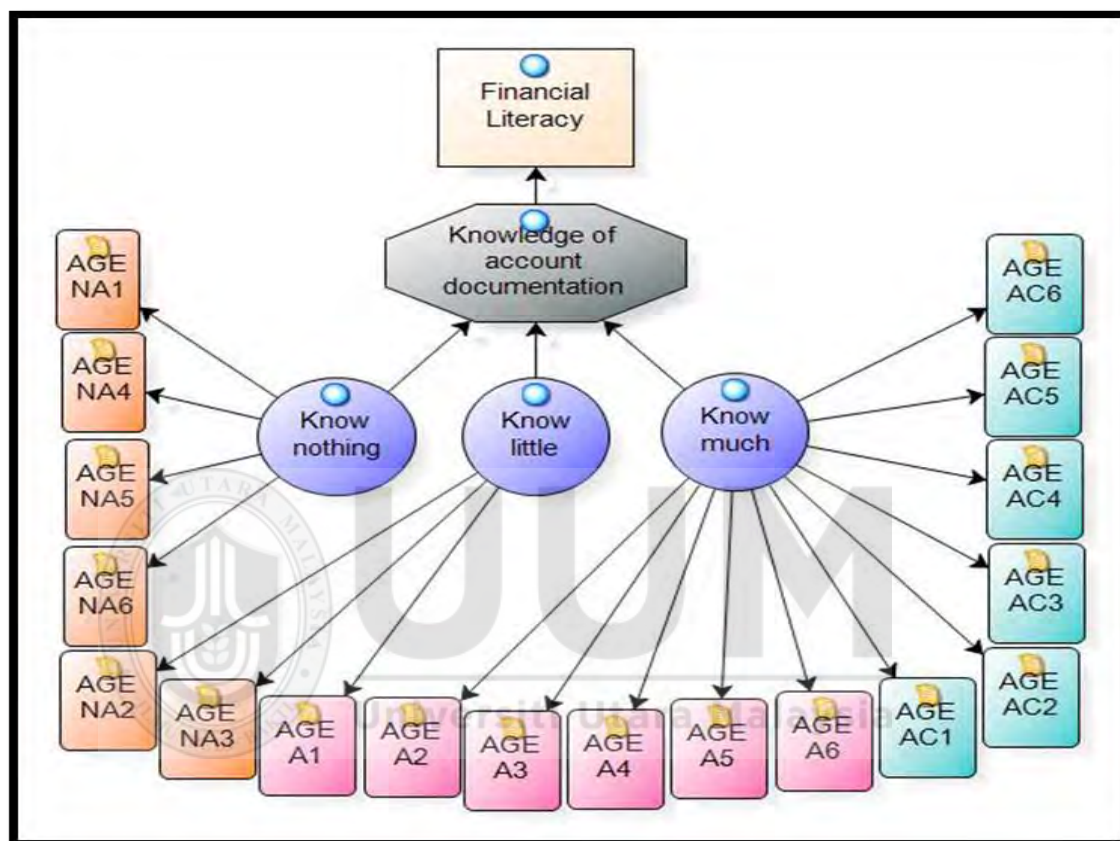 Financial
Literacy
Knowledge of
account
documentation
Know
nothing
Know
little
Know
much
AGE
NA1
AGE
NA4
AGE
NA5
AGE
NA6
AGE
NA2
AGE
NA3
AGE
A1
AGE
A2
AGE
A3
AGE
A4
AGE
A5
AGE
A6
AGE
AC1
AGE
AC2
AGE
AC3
AGE
AC4
AGE
AC5
AGE
AC6
UUM
Universiti Utara Malaysia
UTARA MALAYSIA